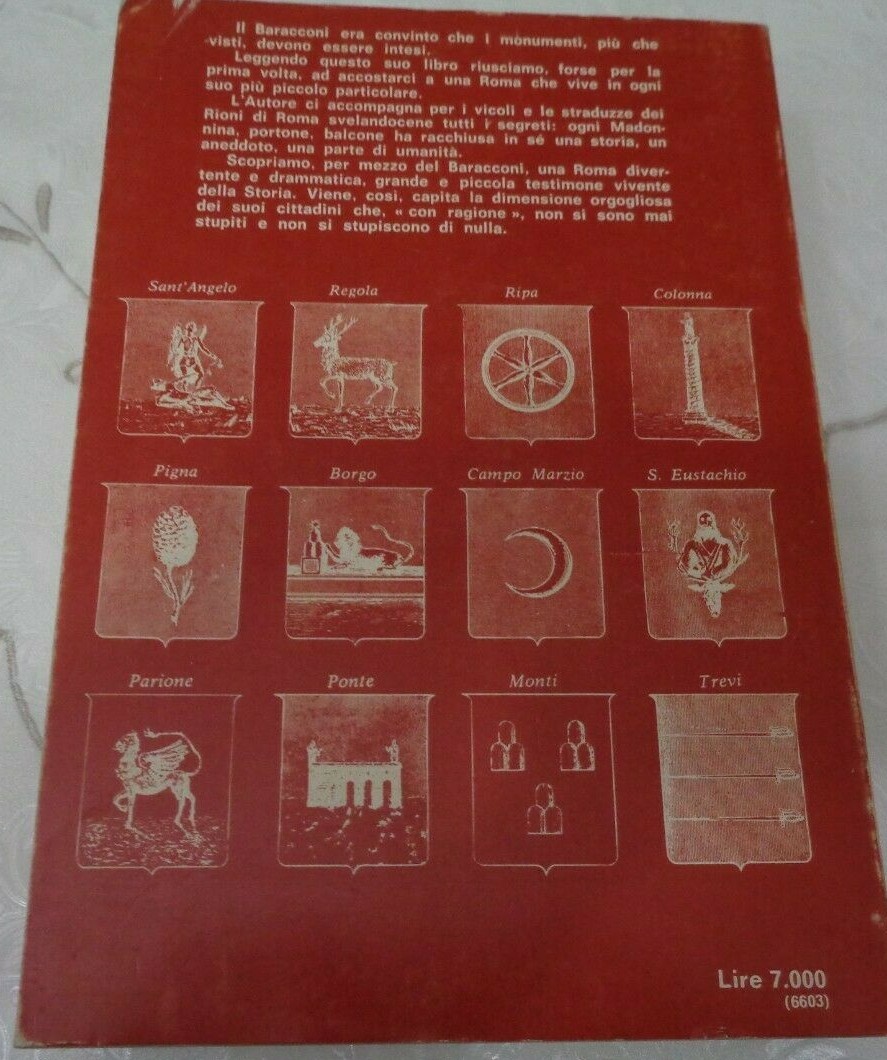 Il Baracconi era convinto che i monumenti, più che
visti, devono essere intesi.
Leggendo questo suo libro riusciamo, forse per la
prima volta, ad accostarci a una Roma che vive in ogni
suo più piccolo particolare.
L'Autore ci accompagna per i vicoli e le straduzze dei
Rioni di Roma svelandocene tutti i segreti: ogni Madon-
nina, portone, balcone ha racchiusa in sé una storia, un
aneddoto, una parte di umanità.
Scopriamo, per mezzo del Baracconi, una Roma diver-
tente e drammatica, grande e piccola testimone vivente
della Storia. Viene, così, capita la dimensione orgogliosa
dei suoi cittadini che, « con ragione », non si sono mai
stupiti e non si stupiscono di nulla.
Sant'Angelo Regola Ripa Colonna
Pigna Borgo Campo Marzio S. Eustachio
Parione Ponte Monti Trevi
Lire 7.000
(6603)